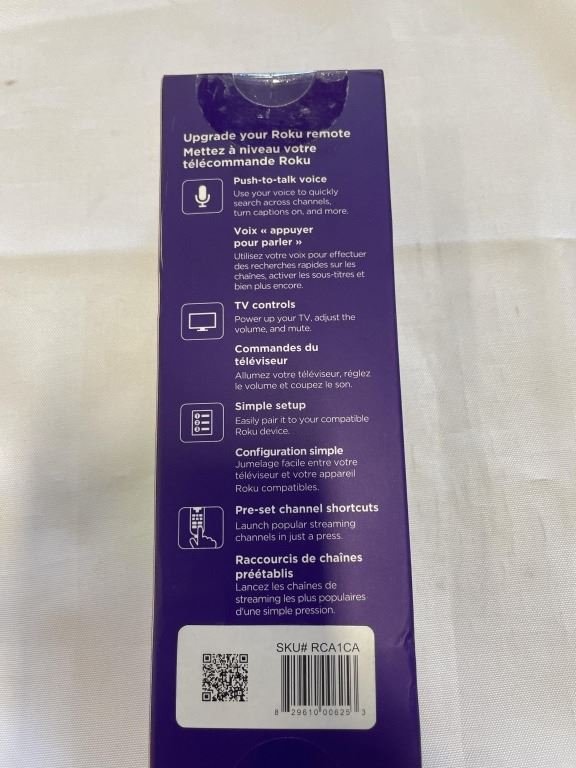 Upgrade your Roku remote
Mettez à niveau votre
télécommande Roku
Push-to-talk voice
Use your voice to quickly
search across channels,
turn captions on, and more.
Voix « appuyer
pour parler »
Utilisez votre voix pour effectuer
des recherches rapides sur les
chaînes, activer les sous-titres et
bien plus encore.
TV controls
Power up your TV, adjust the
volume, and mute.
Commandes du
téléviseur
Allumez votre téléviseur, réglez
le volume et coupez le son.
Simple setup
Easily pair it to your compatible
Roku device.
Configuration simple
Jumelage facile entre votre
téléviseur et votre appareil
Roku compatibles.
Pre-set channel shortcuts
Launch popular streaming
channels in just a press.
Raccourcis de chaînes
préétablis
Lancez les chaînes de
streaming les plus populaires
d'une simple pression.
SKU# RCA1CA
8 29610 00625 3